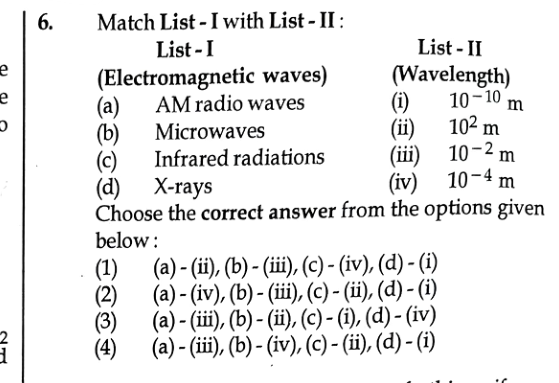 6. Match List - I with List - II :
List - I List - II
(Electromagnetic waves) (Wavelength)
(a) AM radio waves (i) 10⁻¹⁰ m
(b) Microwaves (ii) 10² m
(c) Infrared radiations (iii) 10⁻² m
(d) X-rays (iv) 10⁻⁴ m
Choose the correct answer from the options given
below :
(1) (a) - (ii), (b) - (iii), (c) - (iv), (d) - (i)
(2) (a) - (iv), (b) - (iii), (c) - (ii), (d) - (i)
(3) (a) - (iii), (b) - (ii), (c) - (i), (d) - (iv)
(4) (a) - (iii), (b) - (iv), (c) - (ii), (d) - (i)